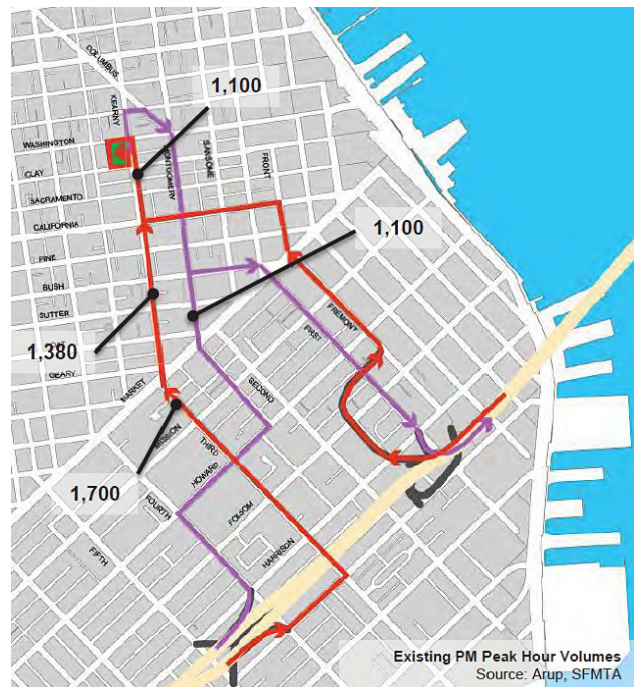 COLUMBUS
1,100
KEARNY
WASHINGTON
MONTGOMERY
SANSOME
FRONT
CLAY
SACRAMENTO
CALIFORNIA
1,100
PINE
BUSH
SUTTER
FREMONT
FIRST
1,380
GEARY
MARKET
SECOND
MISSION
THIRD
1,700
HOWARD
FOURTH
FOLSOM
FIFTH
HARRISON
Existing PM Peak Hour Volumes
Source: Arup, SFMTA